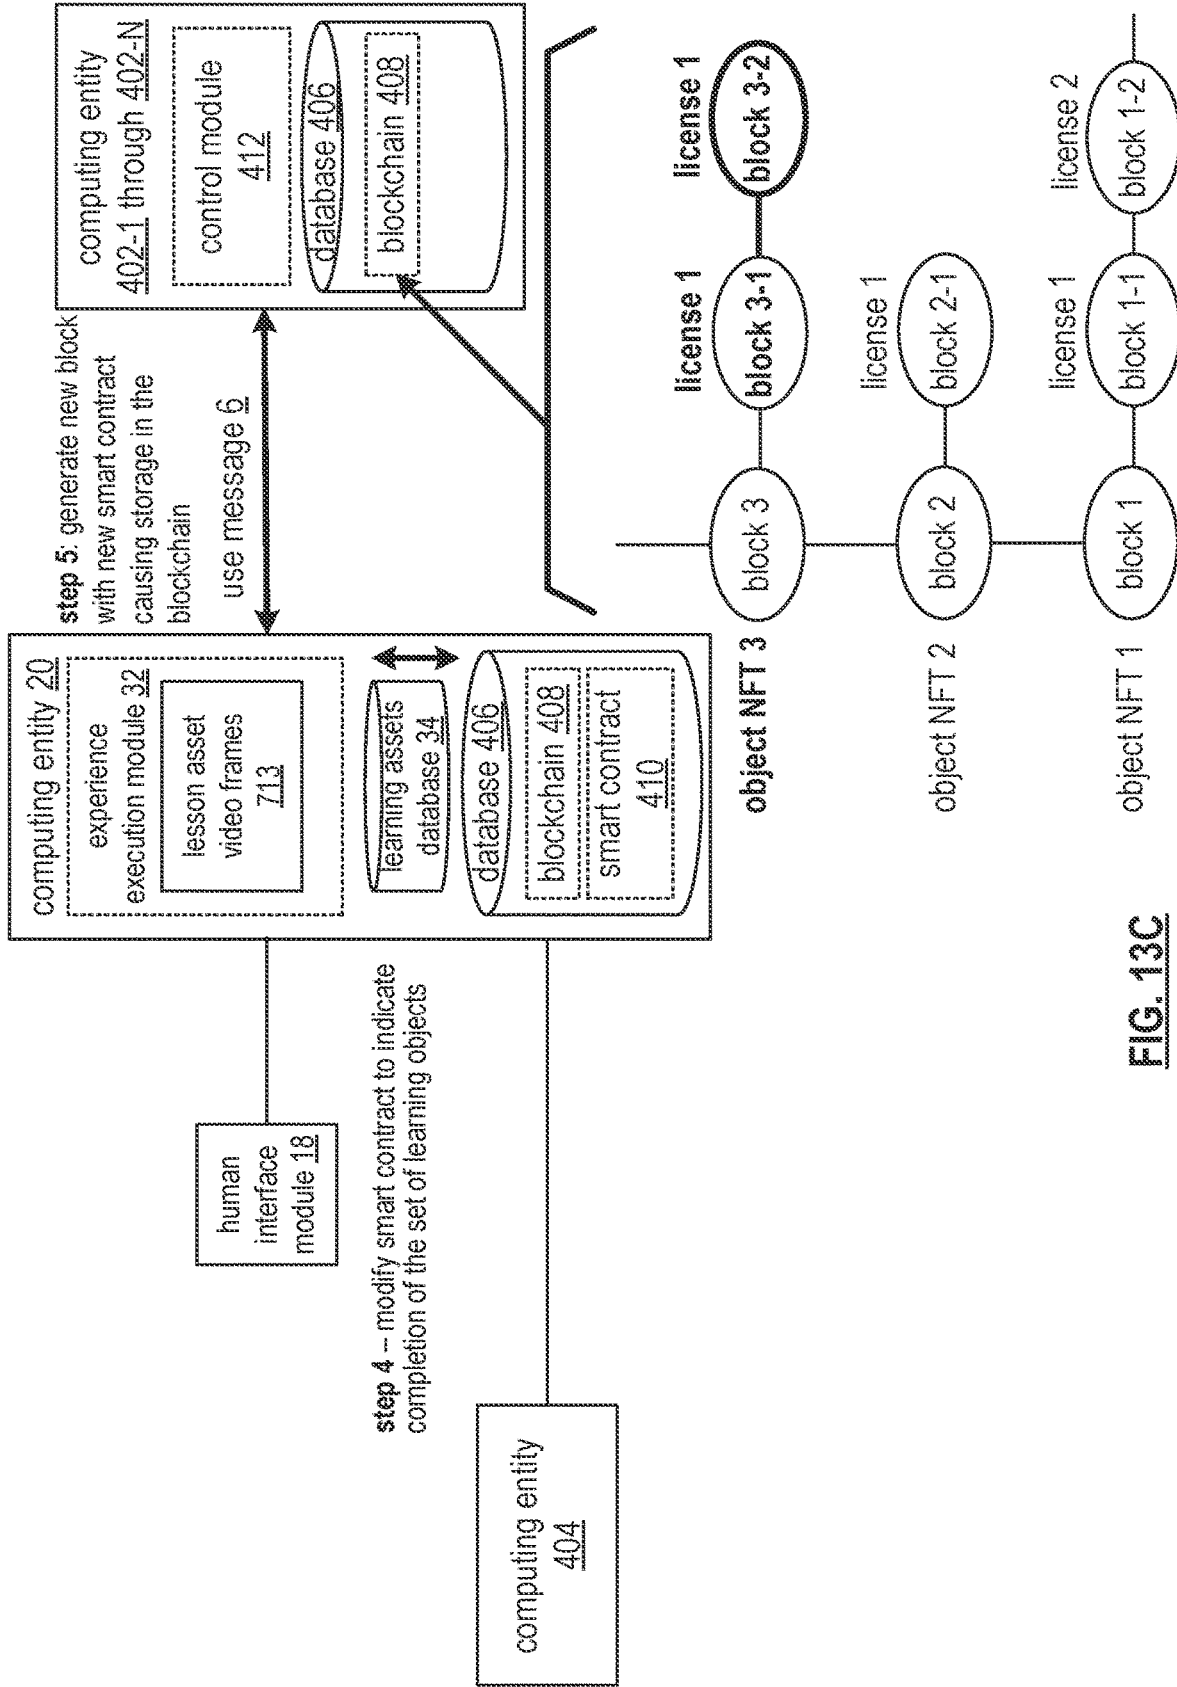 computing entity
404
human
interface
module 18
step 4 – modify smart contract to indicate
completion of the set of learning objects
computing entity 20
experience
execution module 32
lesson asset
video frames
713
learning assets
database 34
database 406
blockchain 408
smart contract
410
step 5: generate new block
with new smart contract
causing storage in the
blockchain
use message 6
computing entity
402-1 through 402-N
control module
412
database 406
blockchain 408
object NFT 3
block 3
license 1
block 3-1
license 1
block 3-2
object NFT 2
block 2
license 1
block 2-1
object NFT 1
block 1
license 1
block 1-1
license 2
block 1-2
FIG. 13C